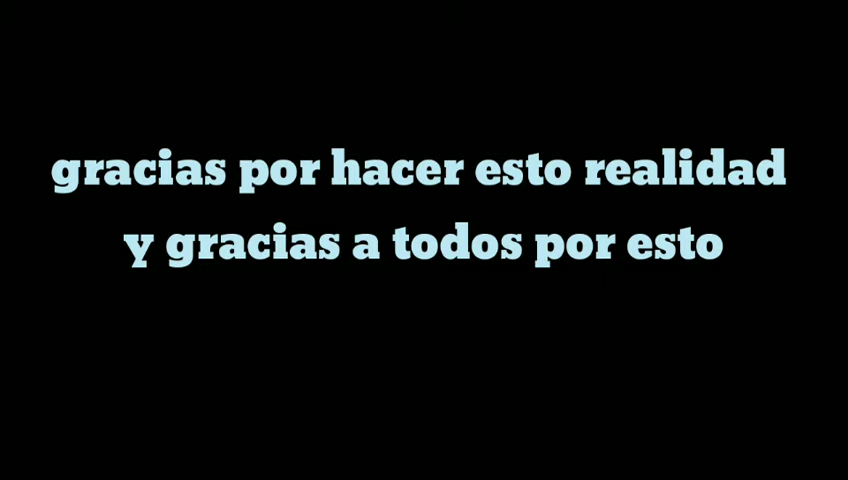 gracias por hacer esto realidad
y gracias a todos por esto